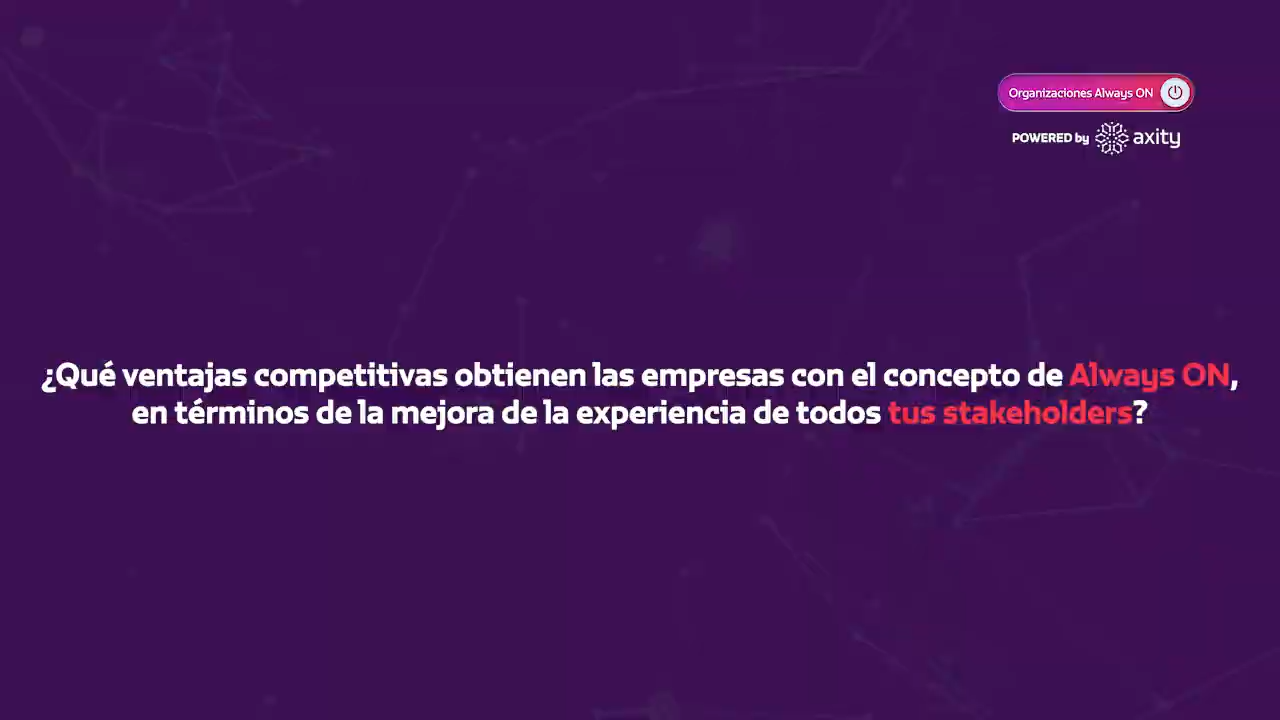 Organizaciones Always ON
POWERED by axity
¿Qué ventajas competitivas obtienen las empresas con el concepto de Always ON,
en términos de la mejora de la experiencia de todos tus stakeholders?